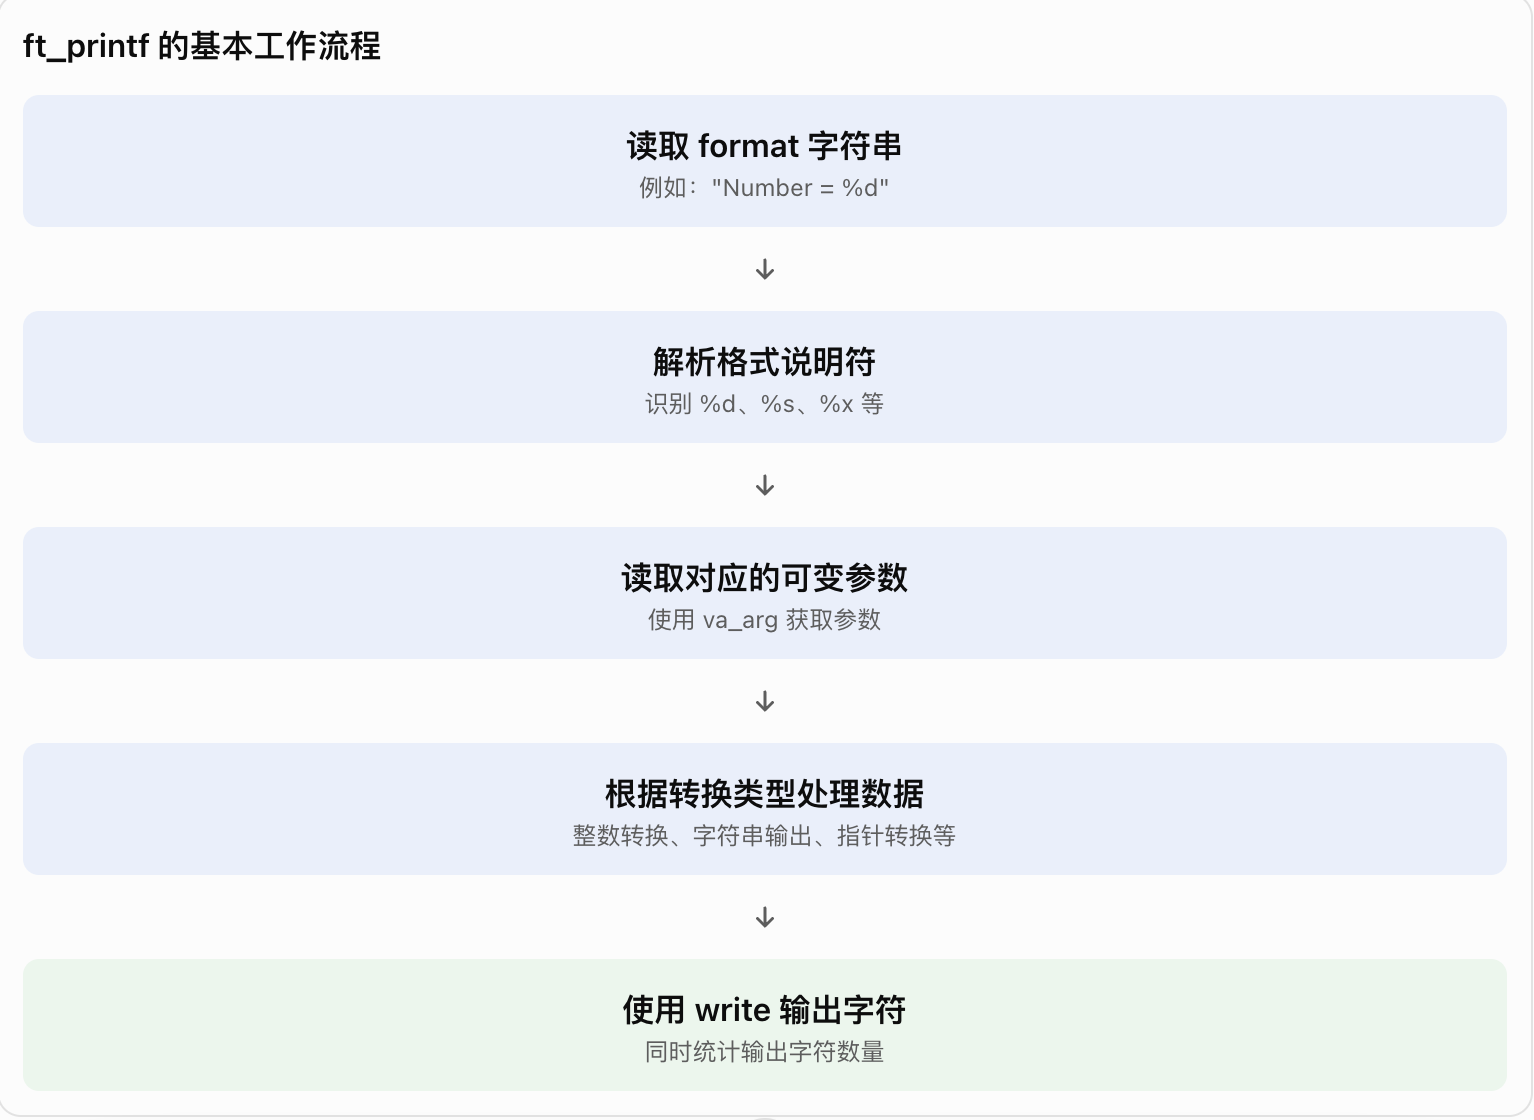 ft_printf 的基本工作流程
读取 format 字符串
例如："Number = %d"
↓
解析格式说明符
识别 %d、%s、%x 等
↓
读取对应的可变参数
使用 va_arg 获取参数
↓
根据转换类型处理数据
整数转换、字符串输出、指针转换等
↓
使用 write 输出字符
同时统计输出字符数量